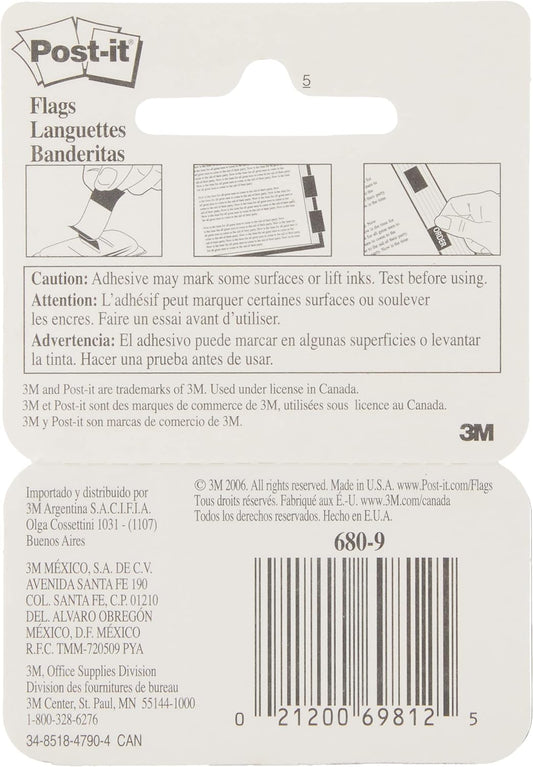 Post-it®
5
Flags
Languettes
Banderitas
ORDER
Caution: Adhesive may mark some surfaces or lift inks. Test before using.
Attention: L'adhésif peut marquer certaines surfaces ou soulever
les encres. Faire un essai avant d'utiliser.
Advertencia: El adhesivo puede marcar en algunas superficies o levantar
la tinta. Hacer una prueba antes de usar.
3M and Post-it are trademarks of 3M. Used under license in Canada.
3M et Post-it sont des marques de commerce de 3M, utilisées sous licence au Canada.
3M y Post-it son marcas de comercio de 3M.
3M
Importado y distribuido por
3M Argentina S.A.C.I.F.I.A.
Olga Cossettini 1031 - (1107)
Buenos Aires
3M MÉXICO, S.A. DE C.V.
AVENIDA SANTA FE 190
COL. SANTA FE, C.P. 01210
DEL. ALVARO OBREGÓN
MÉXICO, D.F. MÉXICO
R.F.C. TMM-720509 PYA
3M, Office Supplies Division
Division des fournitures de bureau
3M Center, St. Paul, MN 55144-1000
1-800-328-6276
34-8518-4790-4 CAN
© 3M 2006. All rights reserved. Made in U.S.A. www.Post-it.com/Flags
Tous droits réservés. Fabriqué aux É.-U. www.3M.com/canada
Todos los derechos reservados. Hecho en E.U.A.
680-9
0 21200 69812 5